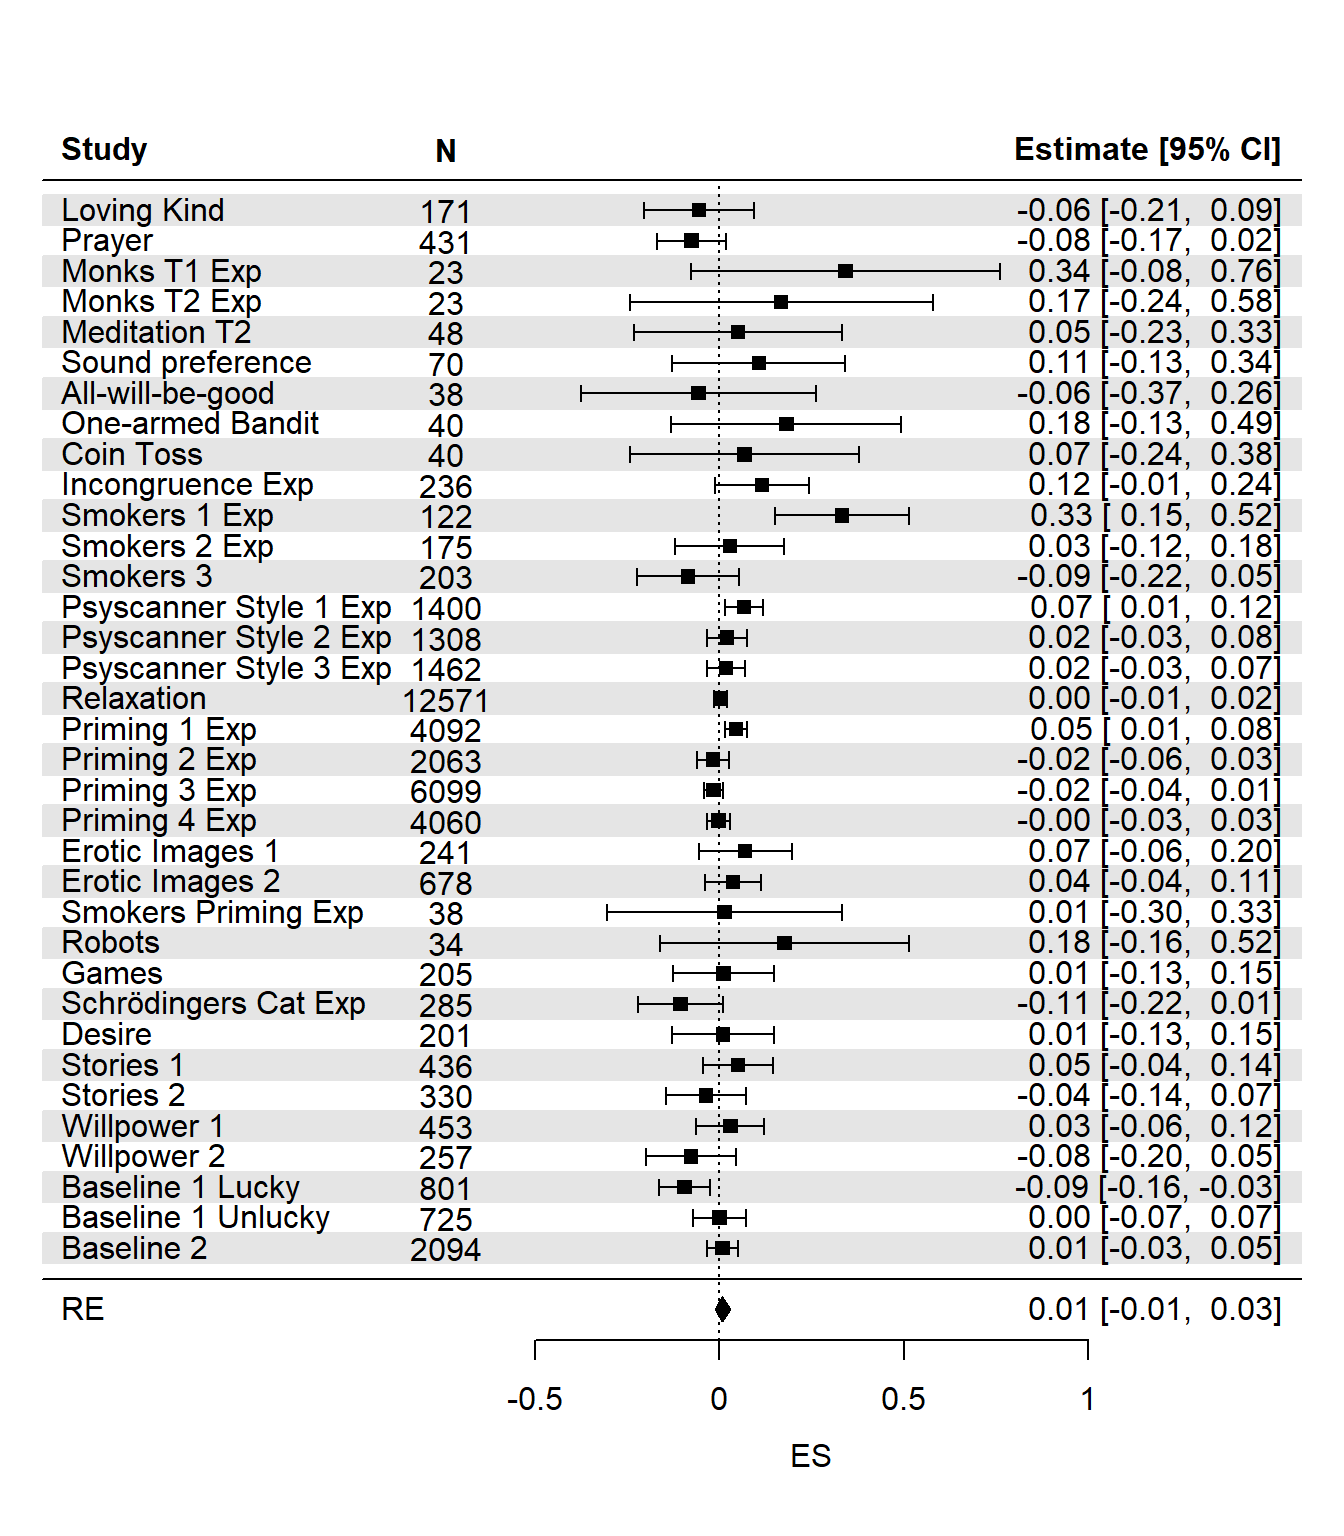 Study N Estimate [95% CI]
Loving Kind 171 -0.06 [-0.21, 0.09]
Prayer 431 -0.08 [-0.17, 0.02]
Monks T1 Exp 23 0.34 [-0.08, 0.76]
Monks T2 Exp 23 0.17 [-0.24, 0.58]
Meditation T2 48 0.05 [-0.23, 0.33]
Sound preference 70 0.11 [-0.13, 0.34]
All-will-be-good 38 -0.06 [-0.37, 0.26]
One-armed Bandit 40 0.18 [-0.13, 0.49]
Coin Toss 40 0.07 [-0.24, 0.38]
Incongruence Exp 236 0.12 [-0.01, 0.24]
Smokers 1 Exp 122 0.33 [ 0.15, 0.52]
Smokers 2 Exp 175 0.03 [-0.12, 0.18]
Smokers 3 203 -0.09 [-0.22, 0.05]
Psyscanner Style 1 Exp 1400 0.07 [ 0.01, 0.12]
Psyscanner Style 2 Exp 1308 0.02 [-0.03, 0.08]
Psyscanner Style 3 Exp 1462 0.02 [-0.03, 0.07]
Relaxation 12571 0.00 [-0.01, 0.02]
Priming 1 Exp 4092 0.05 [ 0.01, 0.08]
Priming 2 Exp 2063 -0.02 [-0.06, 0.03]
Priming 3 Exp 6099 -0.02 [-0.04, 0.01]
Priming 4 Exp 4060 -0.00 [-0.03, 0.03]
Erotic Images 1 241 0.07 [-0.06, 0.20]
Erotic Images 2 678 0.04 [-0.04, 0.11]
Smokers Priming Exp 38 0.01 [-0.30, 0.33]
Robots 34 0.18 [-0.16, 0.52]
Games 205 0.01 [-0.13, 0.15]
Schrödingers Cat Exp 285 -0.11 [-0.22, 0.01]
Desire 201 0.01 [-0.13, 0.15]
Stories 1 436 0.05 [-0.04, 0.14]
Stories 2 330 -0.04 [-0.14, 0.07]
Willpower 1 453 0.03 [-0.06, 0.12]
Willpower 2 257 -0.08 [-0.20, 0.05]
Baseline 1 Lucky 801 -0.09 [-0.16, -0.03]
Baseline 1 Unlucky 725 0.00 [-0.07, 0.07]
Baseline 2 2094 0.01 [-0.03, 0.05]
RE 0.01 [-0.01, 0.03]
-0.5 0 0.5 1
ES